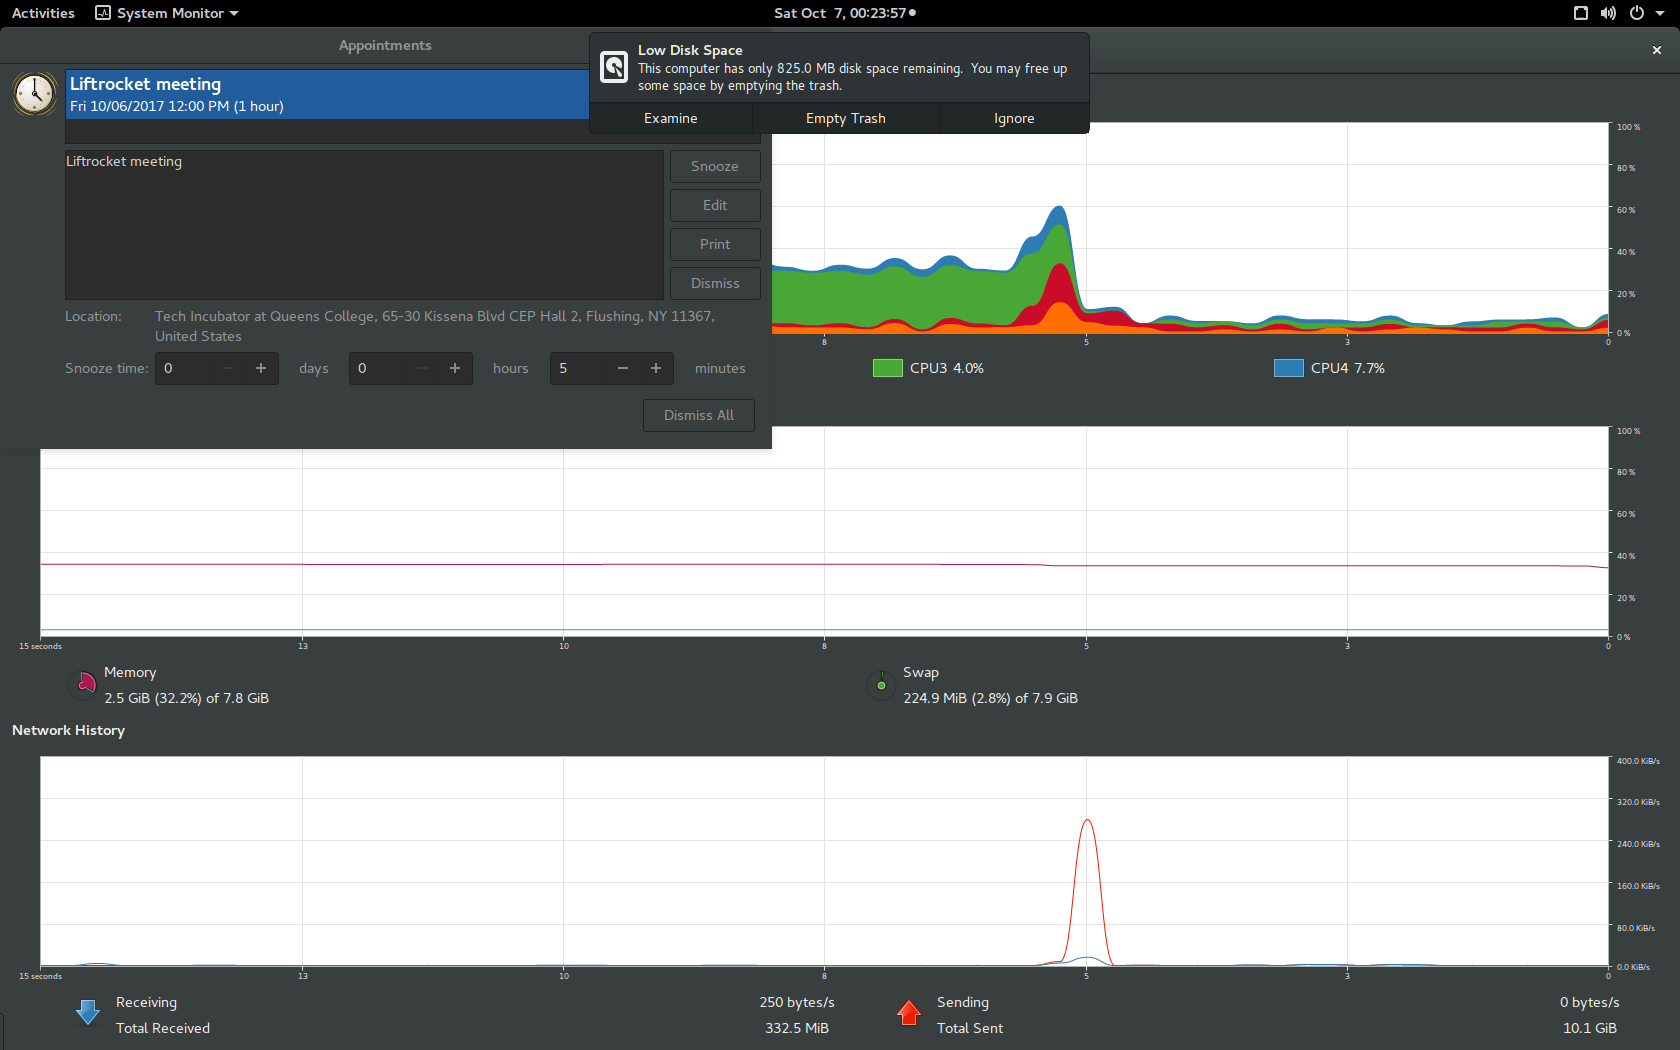 Activities System Monitor Sat Oct 7, 00:23:57
Appointments
Low Disk Space
This computer has only 825.0 MB disk space remaining. You may free up
some space by emptying the trash.
Examine Empty Trash Ignore
Liftrocket meeting
Fri 10/06/2017 12:00 PM (1 hour)
Liftrocket meeting
Snooze
Edit
Print
Dismiss
Location: Tech Incubator at Queens College, 65-30 Kissena Blvd CEP Hall 2, Flushing, NY 11367,
United States
Snooze time: 0 days 0 hours 5 minutes
Dismiss All
100 %
80 %
60 %
40 %
20 %
0 %
8 5 3 0
CPU3 4.0% CPU4 7.7%
100 %
80 %
60 %
40 %
20 %
0 %
15 seconds 13 10 8 5 3 0
Memory
2.5 GiB (32.2%) of 7.8 GiB
Swap
224.9 MiB (2.8%) of 7.9 GiB
Network History
400.0 KiB/s
320.0 KiB/s
240.0 KiB/s
160.0 KiB/s
80.0 KiB/s
0.0 KiB/s
15 seconds 13 10 8 5 3 0
Receiving 250 bytes/s
Total Received 332.5 MiB
Sending 0 bytes/s
Total Sent 10.1 GiB